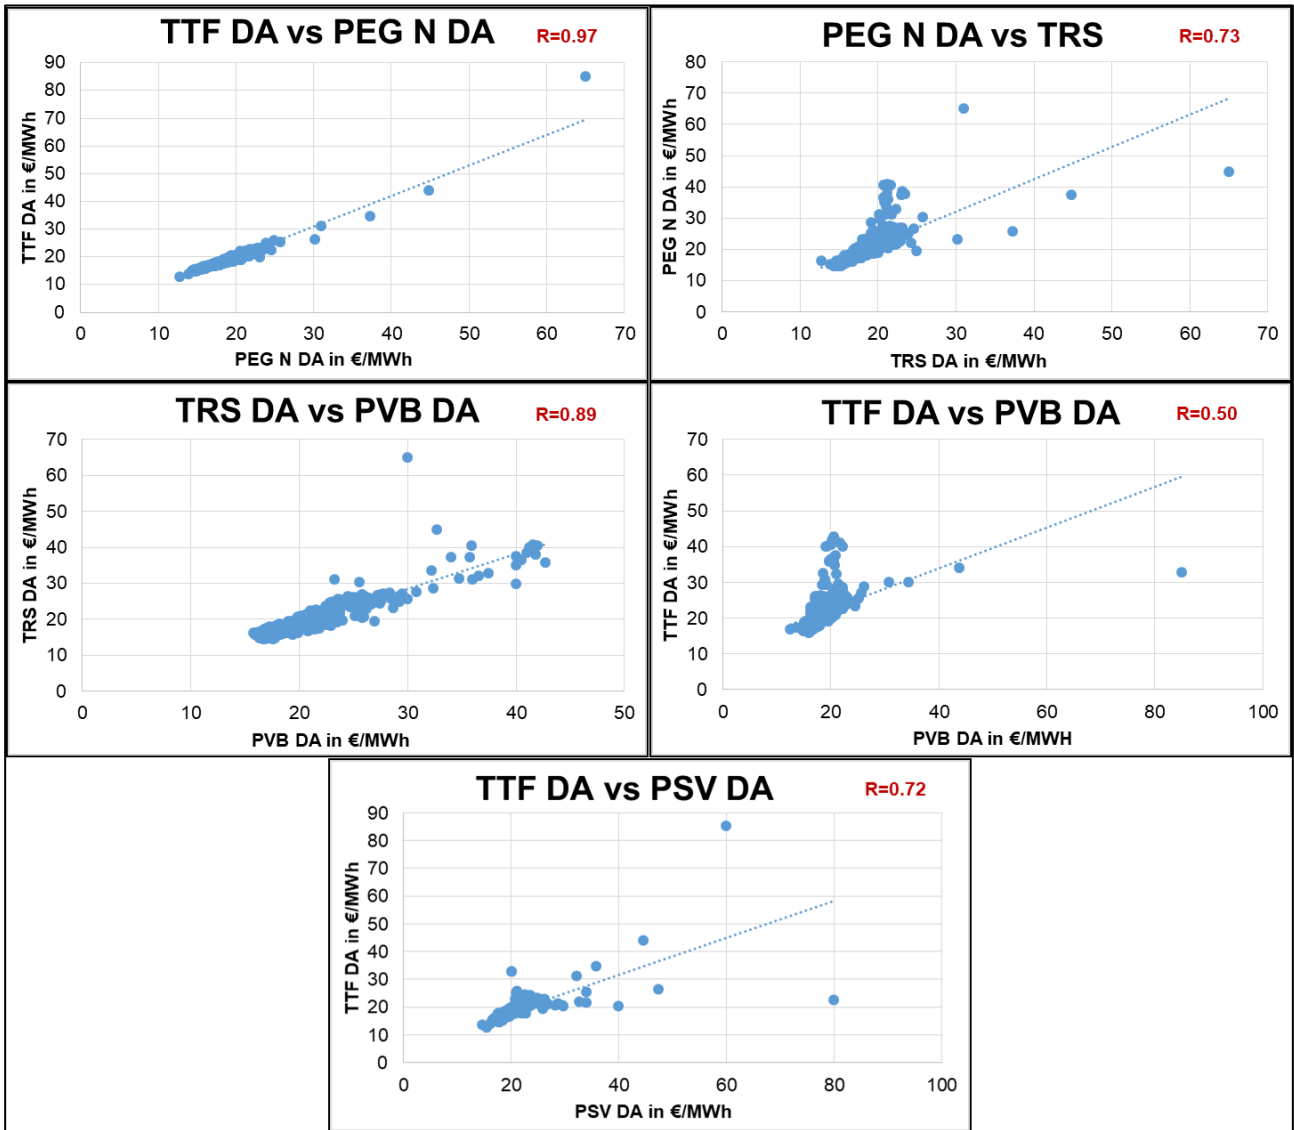 TTF DA vs PEG N DA R=0.97
TTF DA in €/MWh
90
80
70
60
50
40
30
20
10
0
0 10 20 30 40 50 60 70
PEG N DA in €/MWh
PEG N DA vs TRS R=0.73
PEG N DA in €/MWh
80
70
60
50
40
30
20
10
0
0 10 20 30 40 50 60 70
TRS DA in €/MWh
TRS DA vs PVB DA R=0.89
TRS DA in €/MWh
70
60
50
40
30
20
10
0
0 10 20 30 40 50
PVB DA in €/MWh
TTF DA vs PVB DA R=0.50
TTF DA in €/MWh
70
60
50
40
30
20
10
0
0 20 40 60 80 100
PVB DA in €/MWH
TTF DA vs PSV DA R=0.72
TTF DA in €/MWh
90
80
70
60
50
40
30
20
10
0
0 20 40 60 80 100
PSV DA in €/MWh